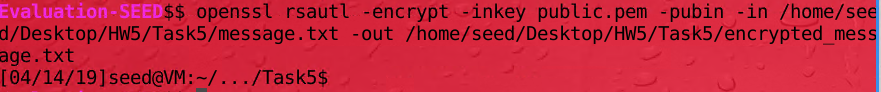 Evaluation-SEED$$ openssl rsautl -encrypt -inkey public.pem -pubin -in /home/see
d/Desktop/HW5/Task5/message.txt -out /home/seed/Desktop/HW5/Task5/encrypted_mess
age.txt
[04/14/19]seed@VM:~/.../Task5$